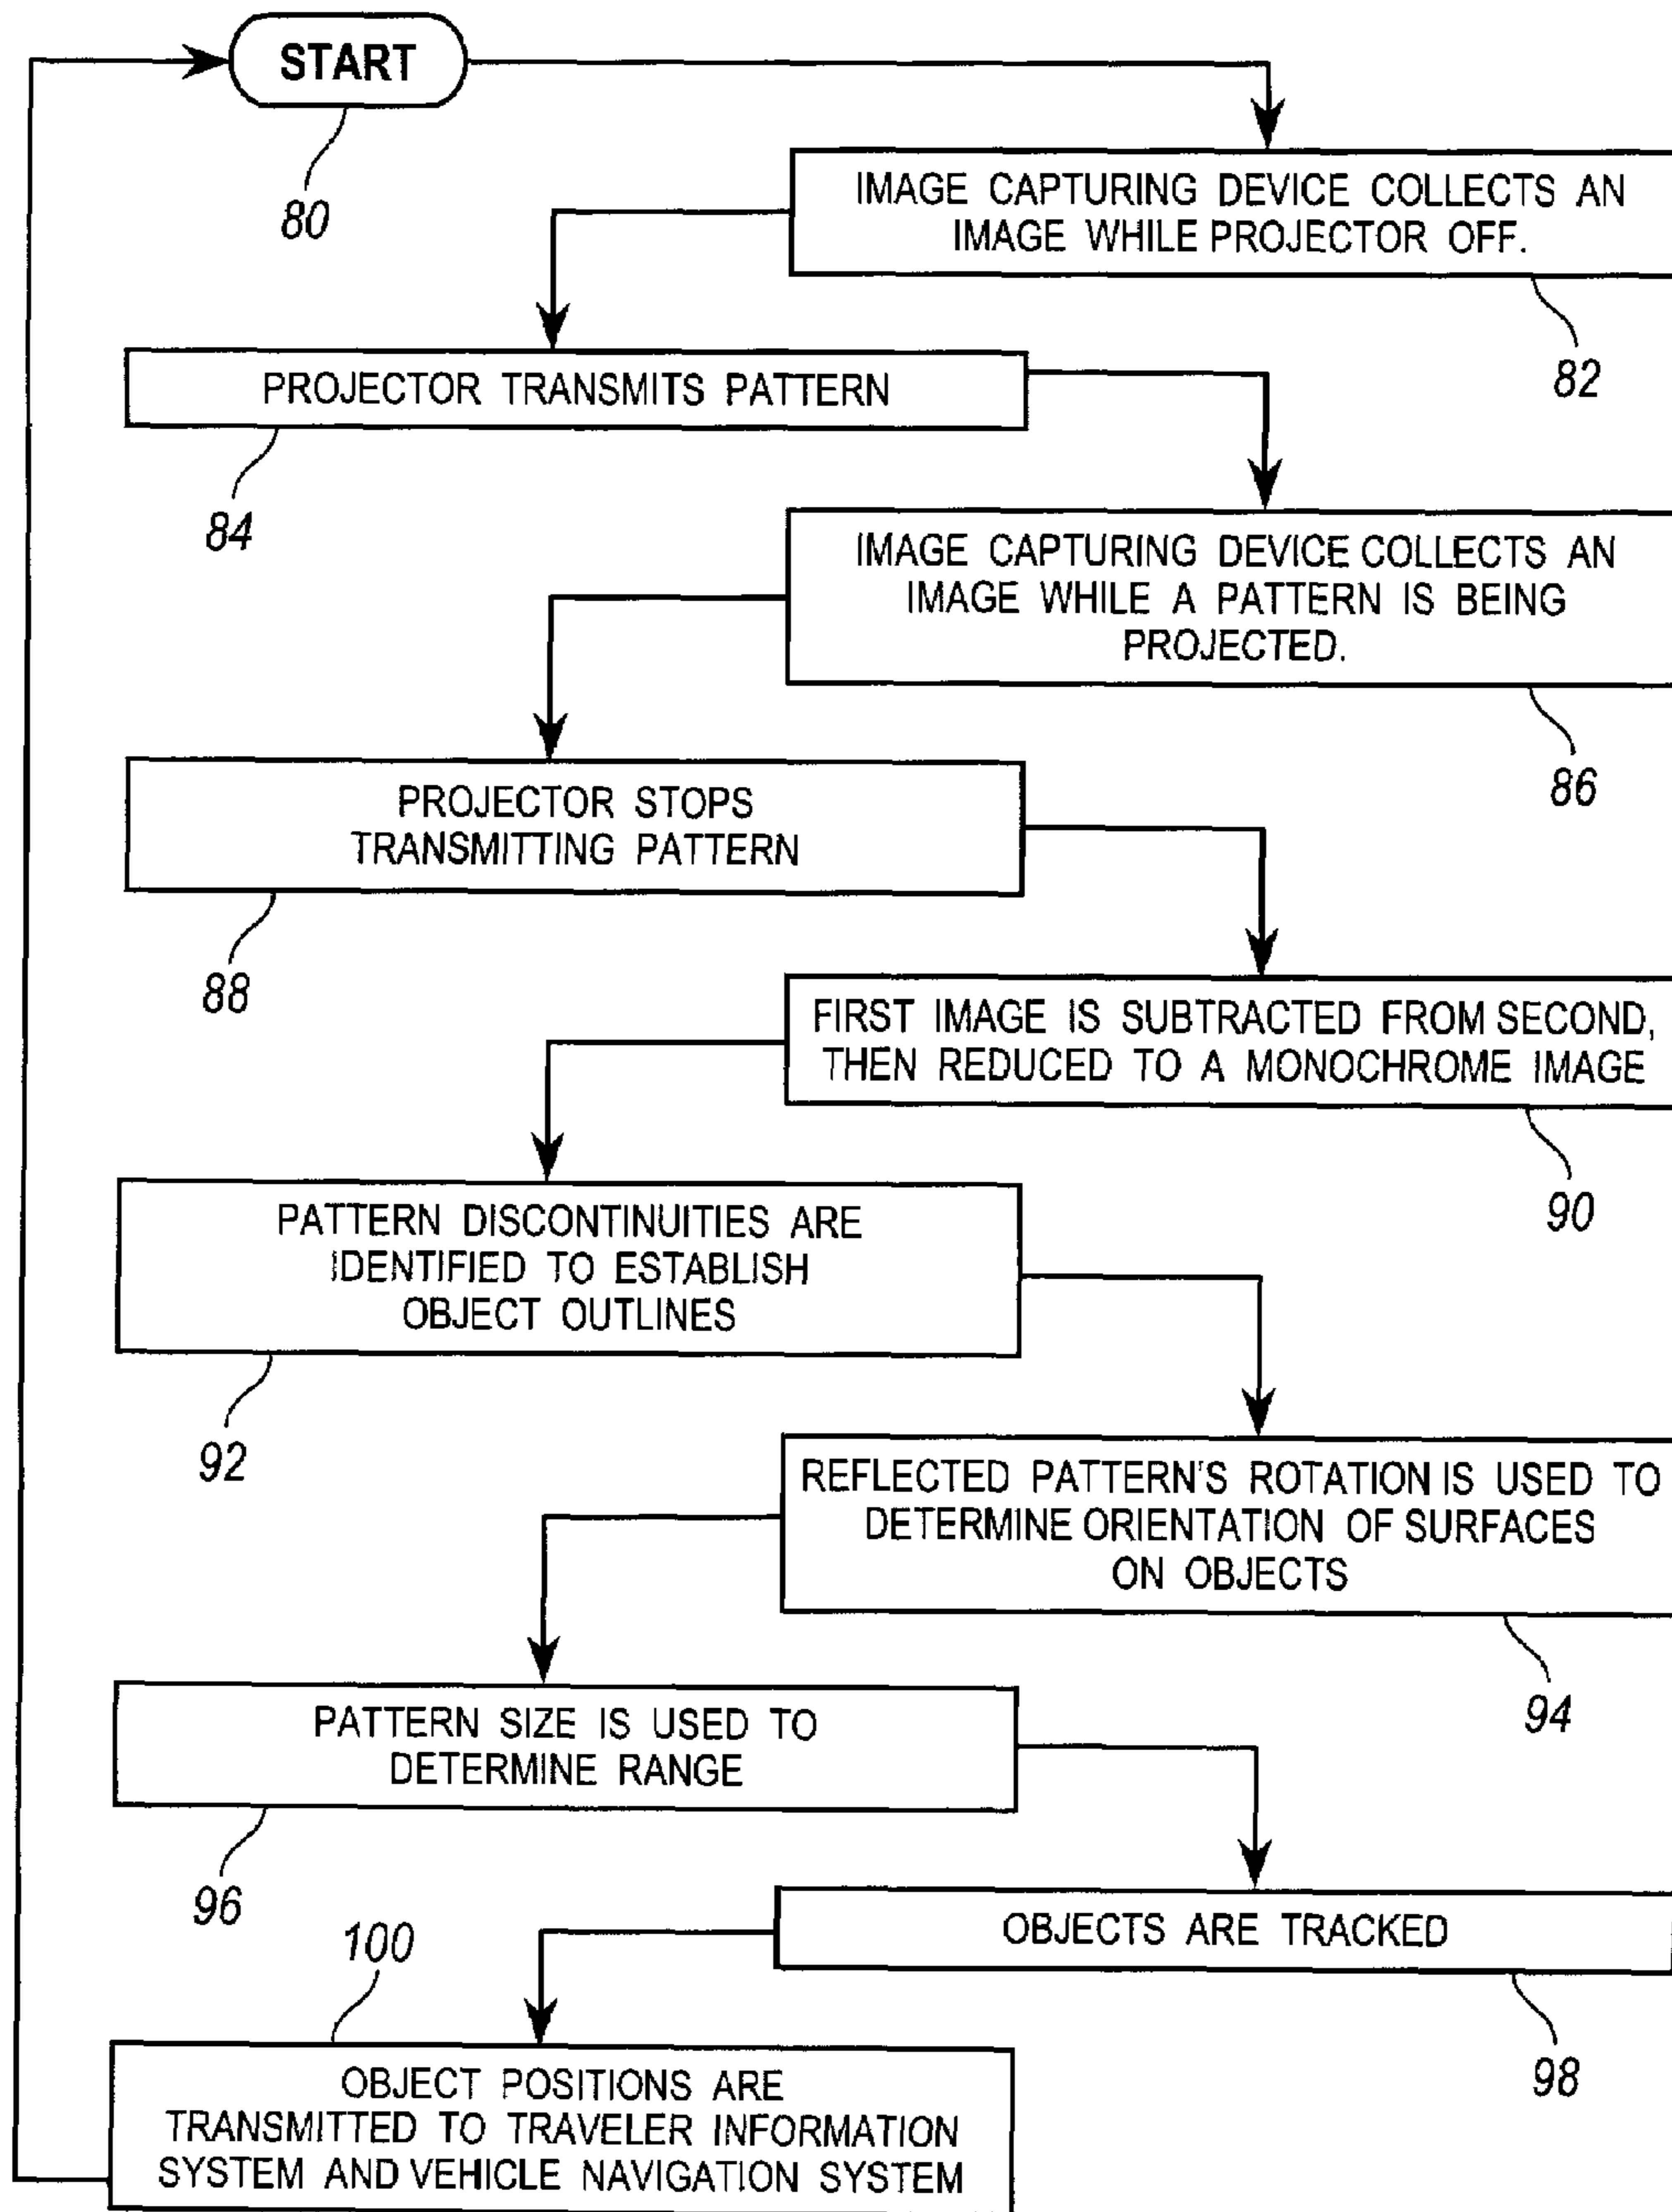 START
80
IMAGE CAPTURING DEVICE COLLECTS AN
IMAGE WHILE PROJECTOR OFF.
82
PROJECTOR TRANSMITS PATTERN
84
IMAGE CAPTURING DEVICE COLLECTS AN
IMAGE WHILE A PATTERN IS BEING
PROJECTED.
86
PROJECTOR STOPS
TRANSMITTING PATTERN
88
FIRST IMAGE IS SUBTRACTED FROM SECOND,
THEN REDUCED TO A MONOCHROME IMAGE
90
PATTERN DISCONTINUITIES ARE
IDENTIFIED TO ESTABLISH
OBJECT OUTLINES
92
REFLECTED PATTERN'S ROTATION IS USED TO
DETERMINE ORIENTATION OF SURFACES
ON OBJECTS
94
PATTERN SIZE IS USED TO
DETERMINE RANGE
96
OBJECTS ARE TRACKED
98
100
OBJECT POSITIONS ARE
TRANSMITTED TO TRAVELER INFORMATION
SYSTEM AND VEHICLE NAVIGATION SYSTEM